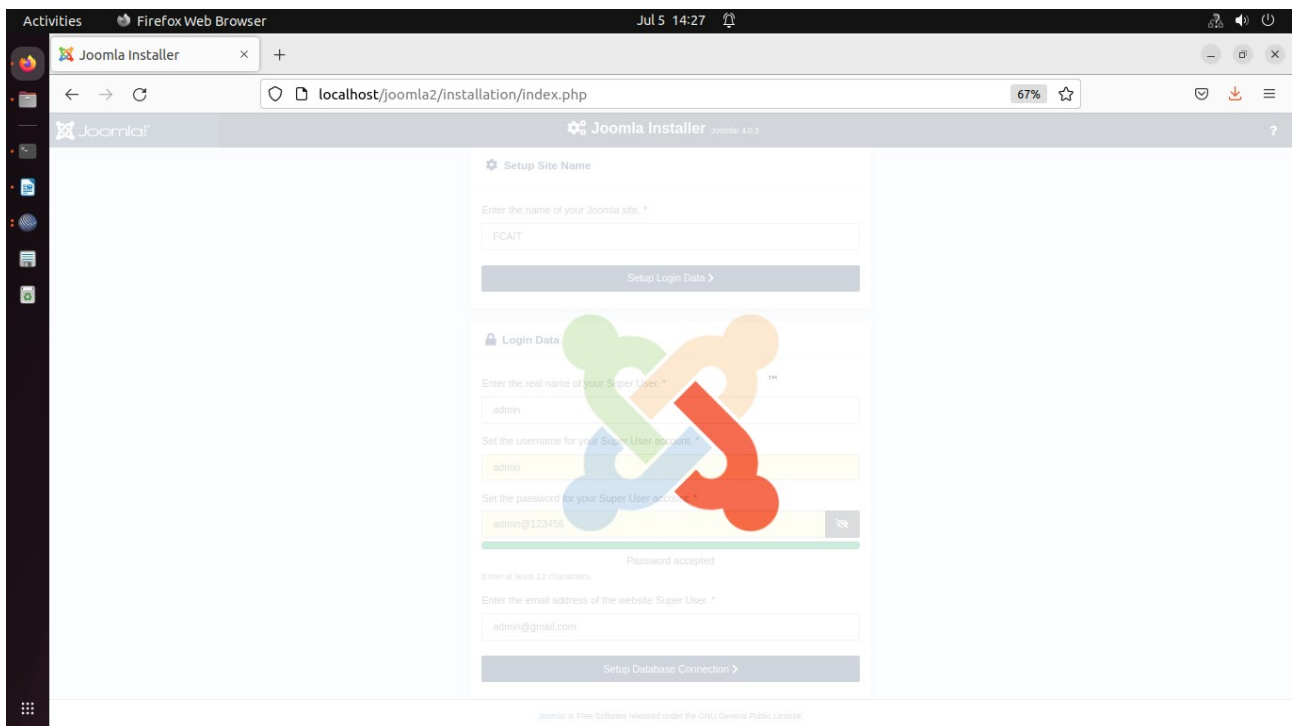 Activities Firefox Web Browser Jul 5 14:27
Joomla Installer × +
localhost/joomla2/installation/index.php 67%
Joomla!® Joomla Installer Joomla! 4.0.3 ?
Setup Site Name
Enter the name of your Joomla site. *
FCAIT
Setup Login Data
Login Data
Enter the real name of your Super User. *
TM
admin
Set the username for your Super User account. *
admin
Set the password for your Super User account. *
admin@123456
Password accepted
Enter at least 12 characters.
Enter the email address of the website Super User. *
admin@gmail.com
Setup Database Connection
Joomla! is Free Software released under the GNU General Public License.